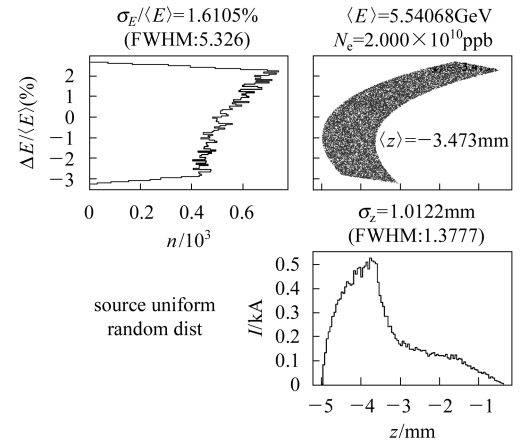 σ_E/⟨E⟩=1.6105%
(FWHM:5.326)
⟨E⟩=5.54068GeV
N_e=2.000×10^10ppb
ΔE/⟨E⟩(%)
2
1
0
−1
−2
−3
0 0.2 0.4 0.6
n/10^3
⟨z⟩=−3.473mm
σ_z=1.0122mm
(FWHM:1.3777)
source uniform
random dist
I/kA
0.5
0.4
0.3
0.2
0.1
0
−5 −4 −3 −2 −1
z/mm